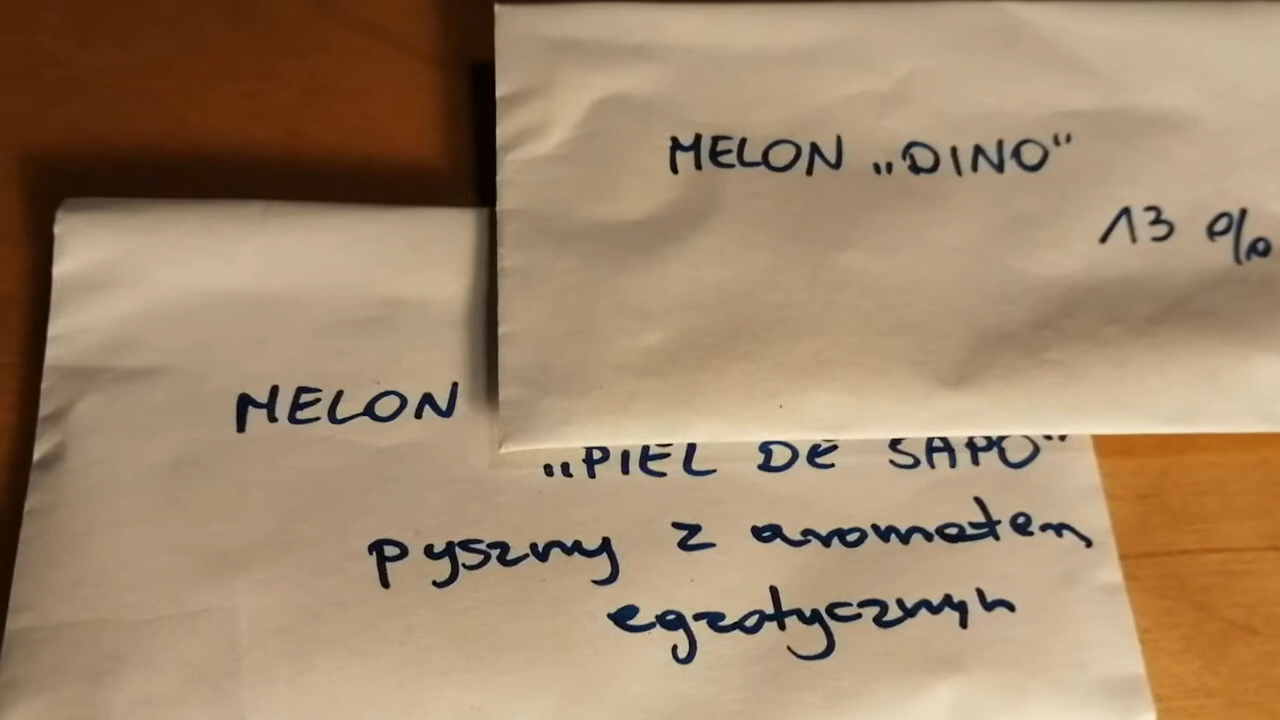 MELON „DINO“
13 %
MELON
„PIEL DE SAPO“
pyszny z aromatem
egzotycznym